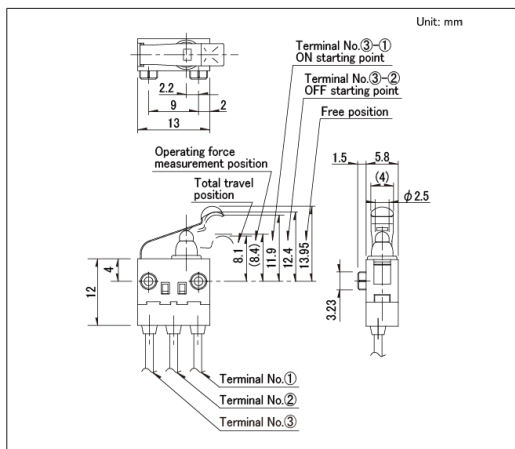 Unit: mm
Terminal No.③-①
ON starting point
Terminal No.③-②
OFF starting point
Free position
2.2
9
2
13
Operating force
measurement position
Total travel
position
1.5
5.8
(4)
φ2.5
8.1
(8.4)
11.9
12.4
13.95
4
12
3.23
Terminal No.①
Terminal No.②
Terminal No.③